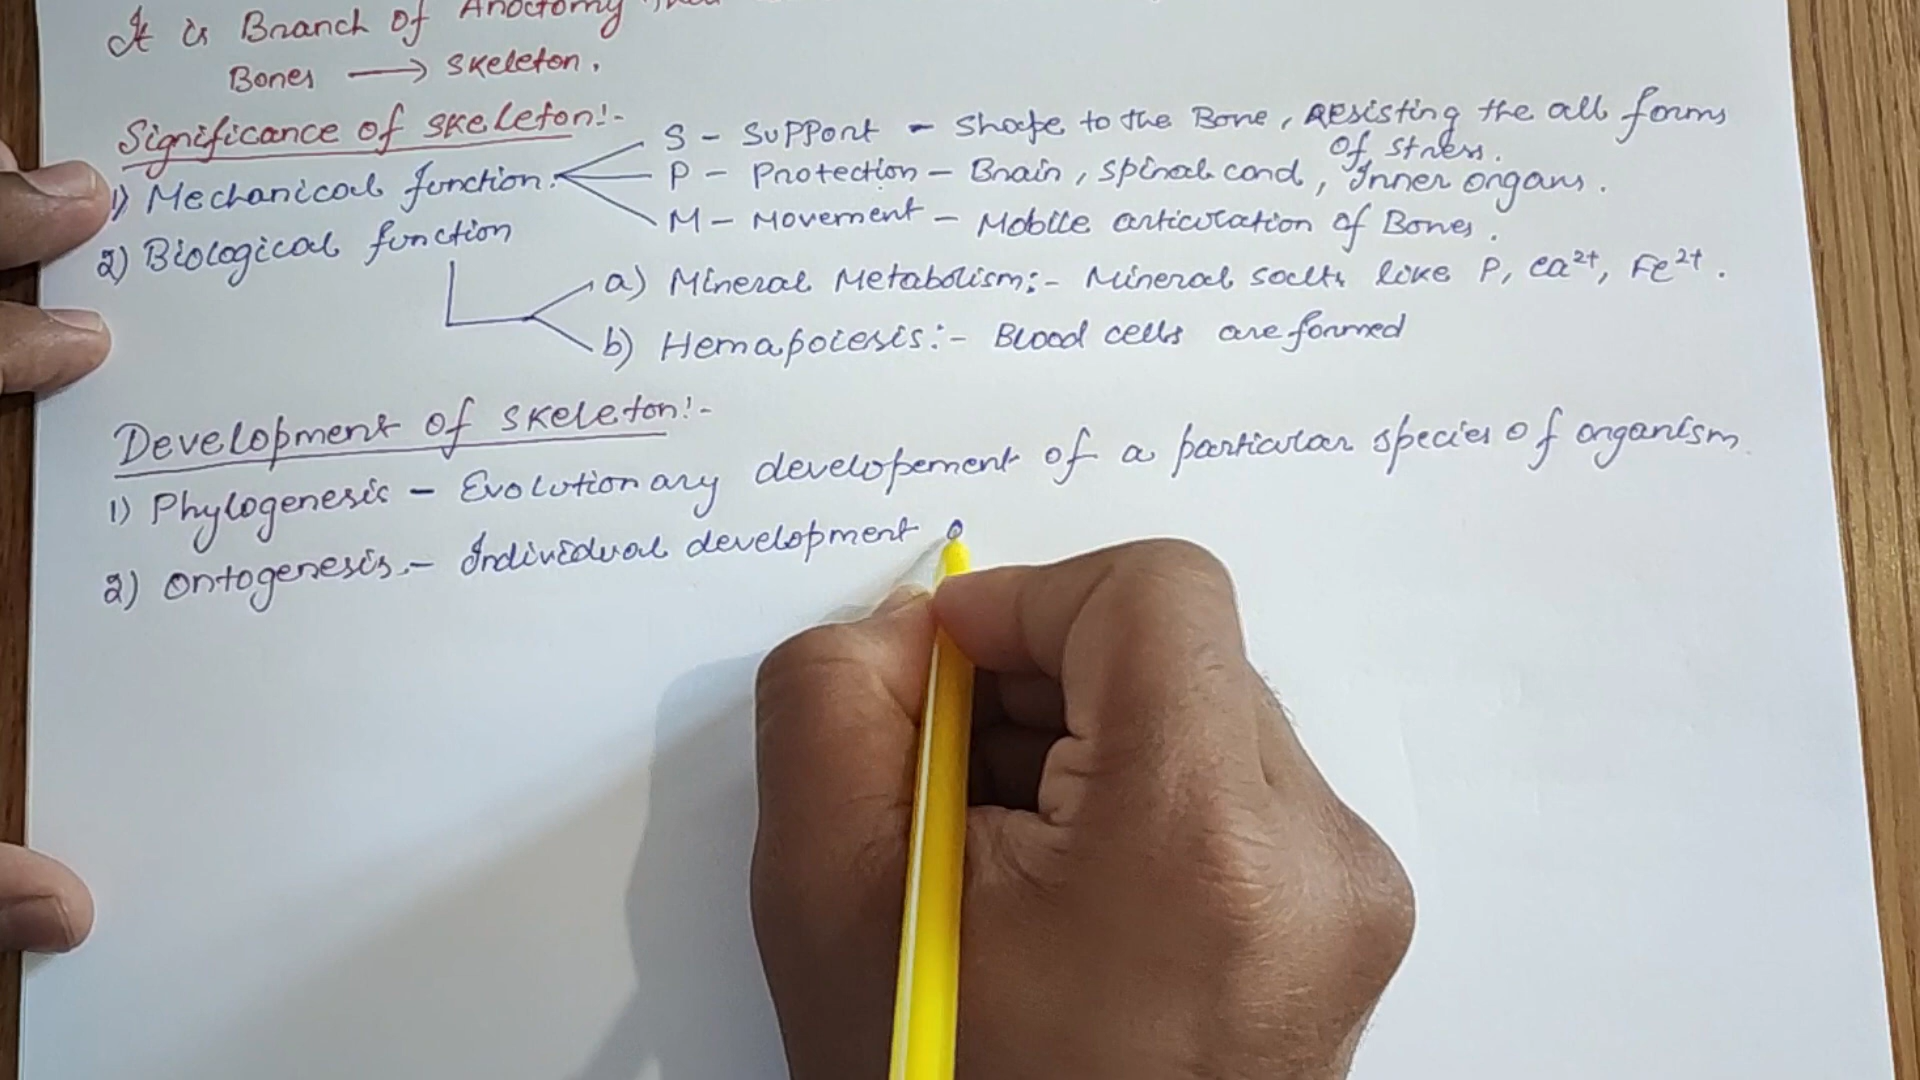 It is Branch of Anoctomy
Bones → skeleton.
Significance of skeleton:-
1) Mechanical function.
S - Support - Shape to the Bone, Resisting the all forms of stress.
P - Protection - Brain, spinal cord, Inner organs.
M - Movement - Mobile articulation of Bones.
2) Biological function
a) Mineral Metabolism:- Mineral salts like P, Ca²⁺, Fe²⁺.
b) Hemapoiesis:- Blood cells are formed
Development of skeleton:-
1) Phylogenesis - Evolutionary developement of a particular species of organism
2) Ontogenesis - Individual development o